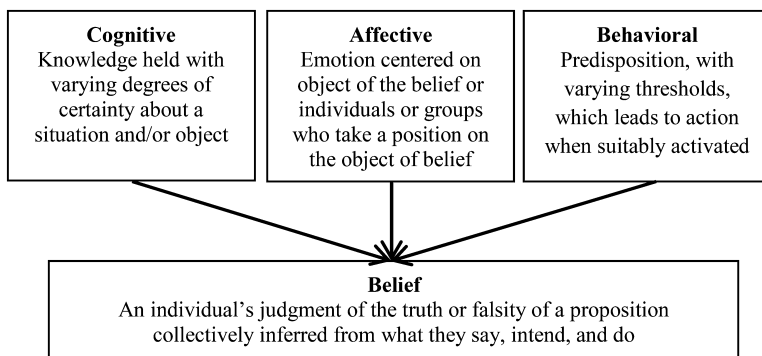 Cognitive
Knowledge held with
varying degrees of
certainty about a
situation and/or object
Affective
Emotion centered on
object of the belief or
individuals or groups
who take a position on
the object of belief
Behavioral
Predisposition, with
varying thresholds,
which leads to action
when suitably activated
Belief
An individual’s judgment of the truth or falsity of a proposition
collectively inferred from what they say, intend, and do